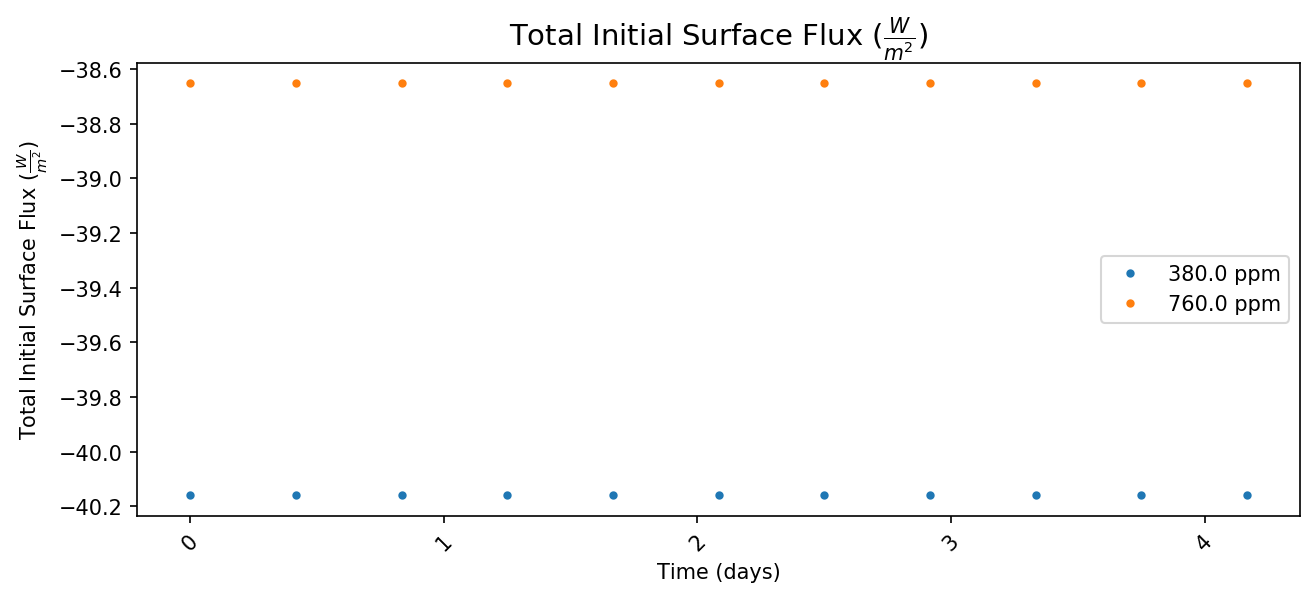 Total Initial Surface Flux (W/m²)
Total Initial Surface Flux (W/m²)
−38.6
−38.8
−39.0
−39.2
−39.4
−39.6
−39.8
−40.0
−40.2
380.0 ppm
760.0 ppm
0 1 2 3 4
Time (days)